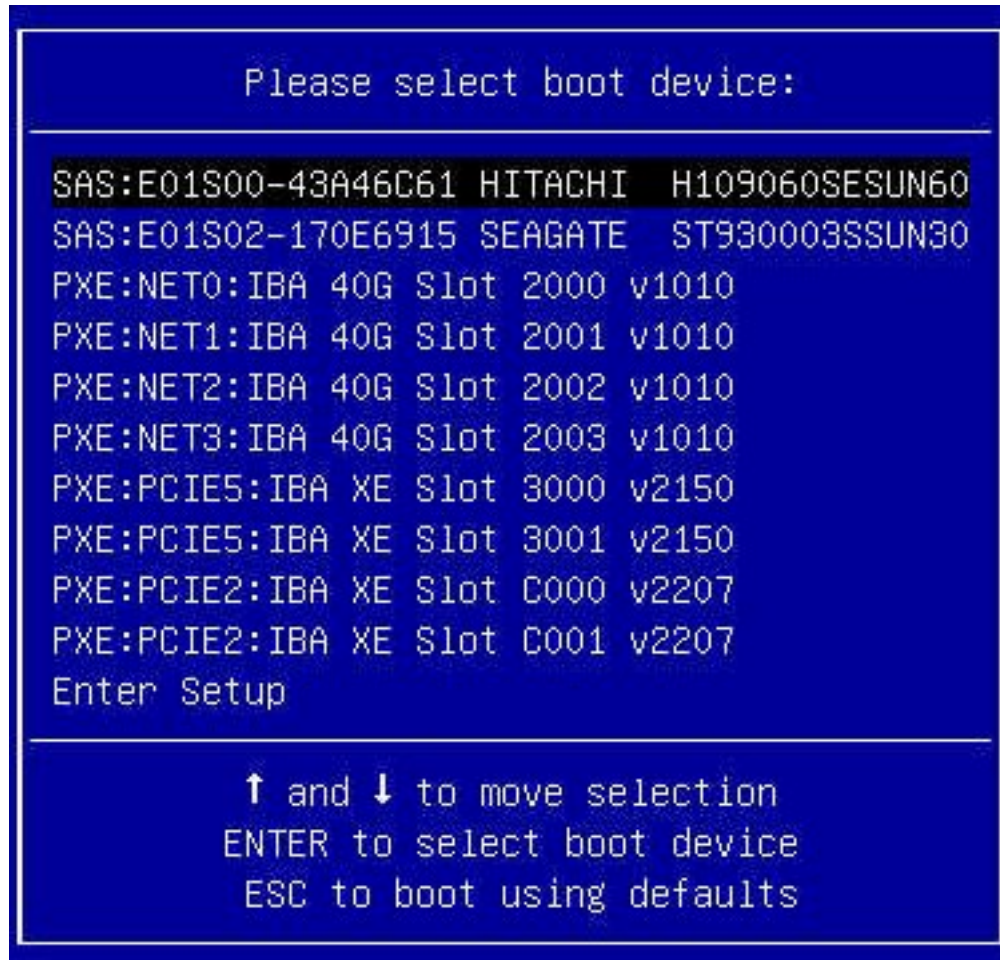 Please select boot device:
SAS:E01S00-43A46C61 HITACHI H109060SESUN60
SAS:E01S02-170E6915 SEAGATE ST930003SSUN30
PXE:NET0:IBA 40G Slot 2000 v1010
PXE:NET1:IBA 40G Slot 2001 v1010
PXE:NET2:IBA 40G Slot 2002 v1010
PXE:NET3:IBA 40G Slot 2003 v1010
PXE:PCIE5:IBA XE Slot 3000 v2150
PXE:PCIE5:IBA XE Slot 3001 v2150
PXE:PCIE2:IBA XE Slot C000 v2207
PXE:PCIE2:IBA XE Slot C001 v2207
Enter Setup
↑ and ↓ to move selection
ENTER to select boot device
ESC to boot using defaults